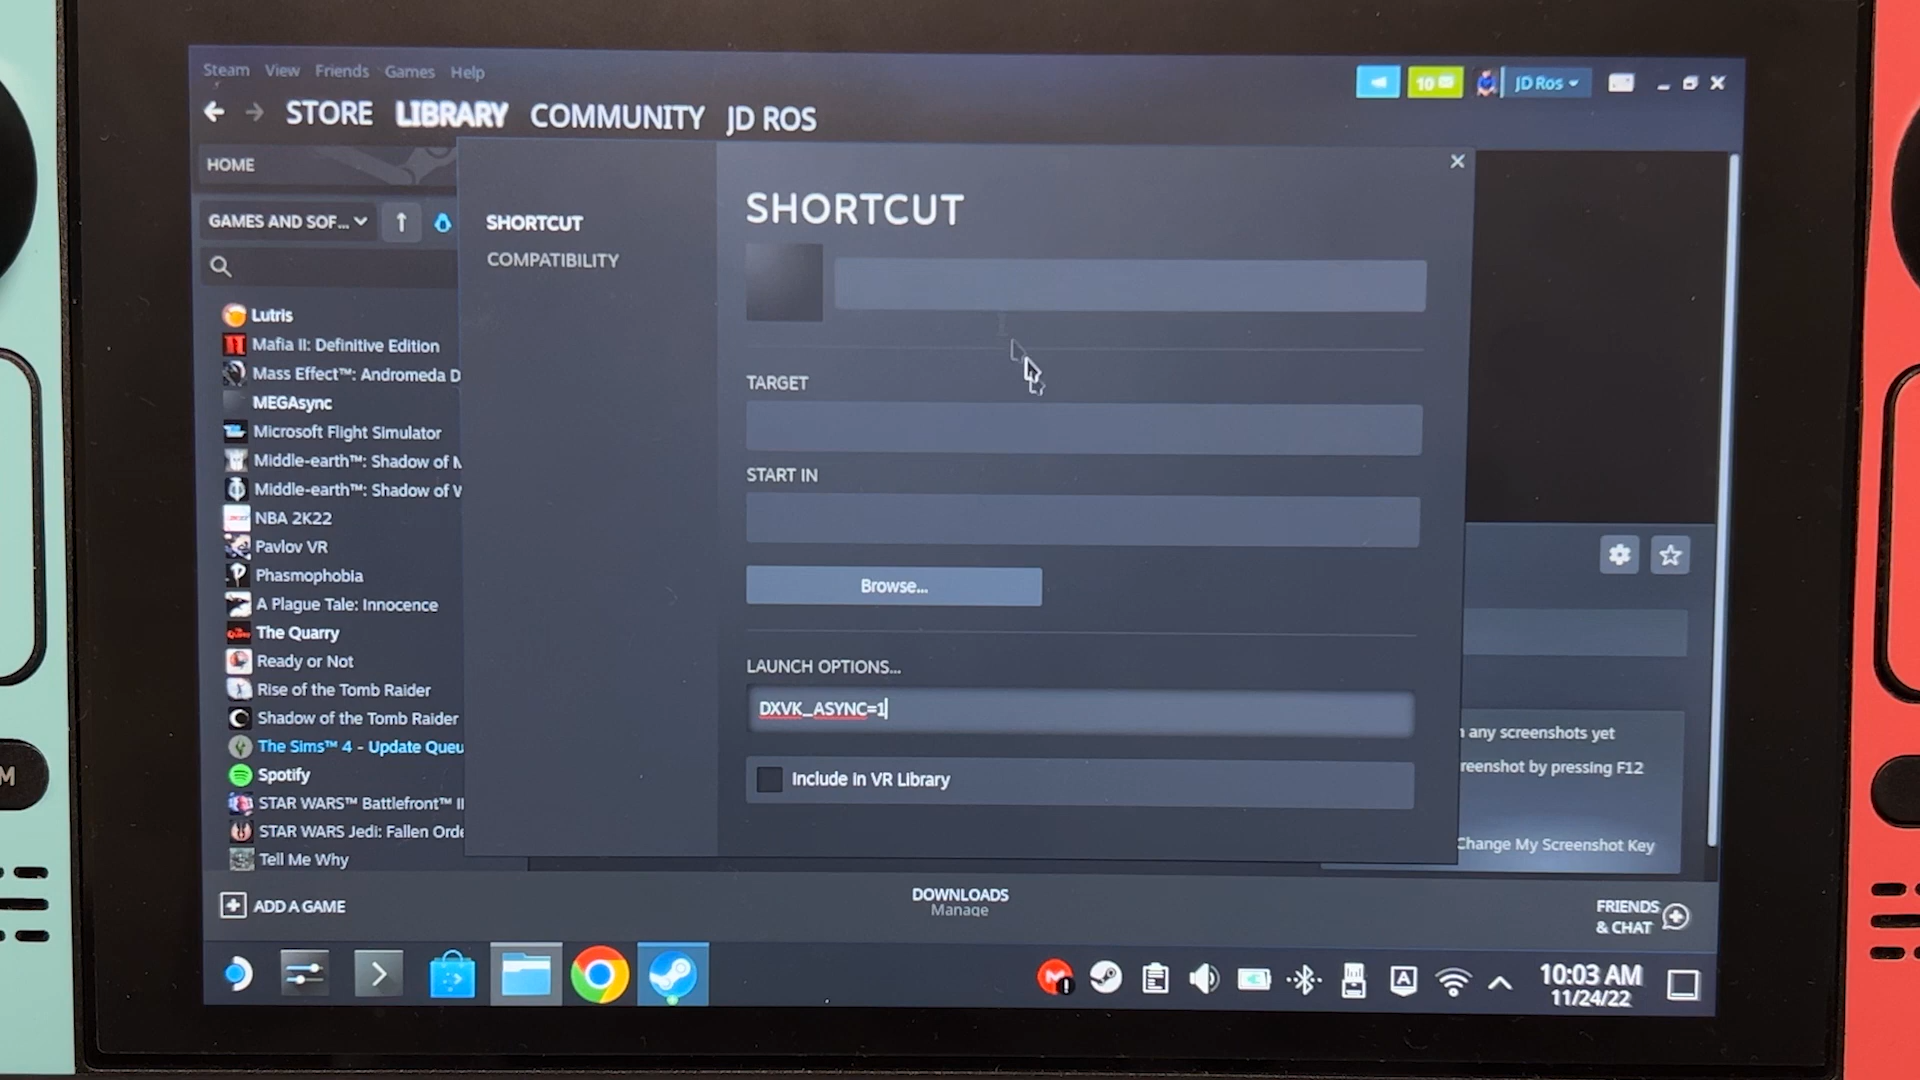 Steam View Friends Games Help
10
JD Ros
STORE LIBRARY COMMUNITY JD ROS
HOME
GAMES AND SOF...
Lutris
Mafia II: Definitive Edition
Mass Effect™: Andromeda D
MEGAsync
Microsoft Flight Simulator
Middle-earth™: Shadow of M
Middle-earth™: Shadow of W
NBA 2K22
Pavlov VR
Phasmophobia
A Plague Tale: Innocence
The Quarry
Ready or Not
Rise of the Tomb Raider
Shadow of the Tomb Raider
The Sims™ 4 - Update Queu
Spotify
STAR WARS™ Battlefront™ II
STAR WARS Jedi: Fallen Orde
Tell Me Why
SHORTCUT
COMPATIBILITY
SHORTCUT
TARGET
START IN
Browse...
LAUNCH OPTIONS...
DXVK_ASYNC=1
Include in VR Library
any screenshots yet
reenshot by pressing F12
Change My Screenshot Key
ADD A GAME
DOWNLOADS
Manage
FRIENDS
& CHAT
M
A
10:03 AM
11/24/22